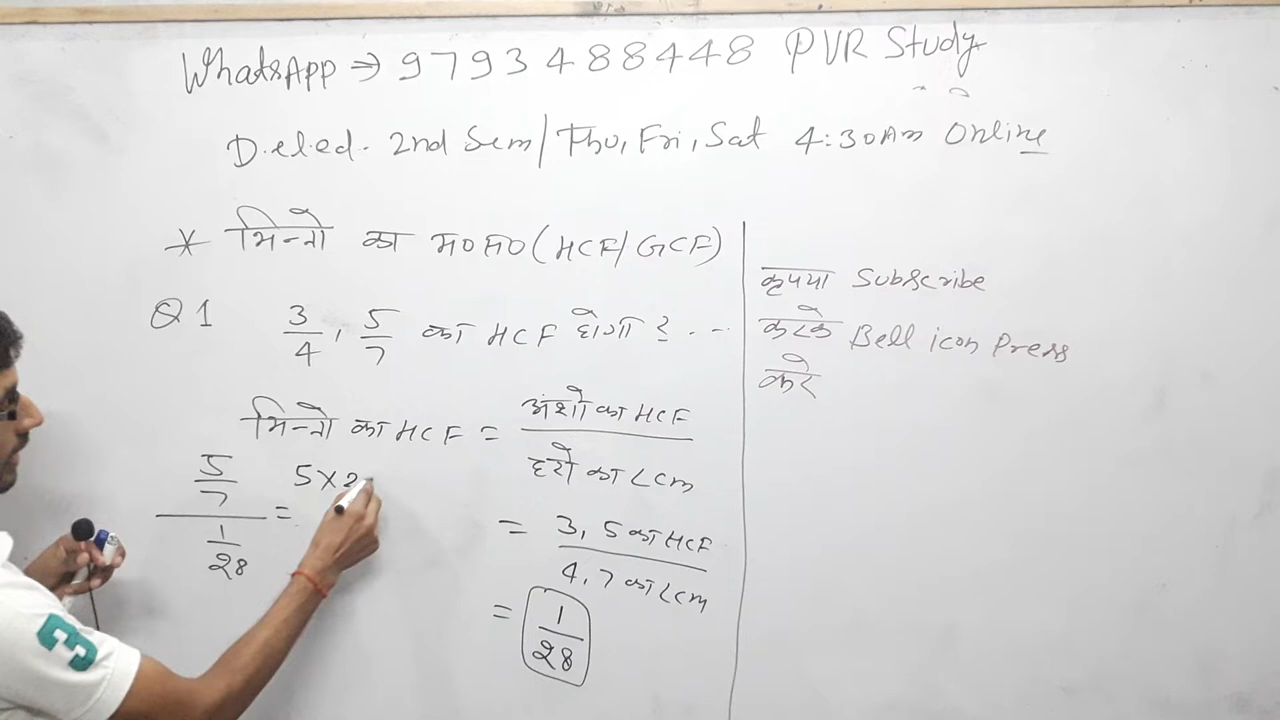 WhatsApp → 9793488448 PVR Study
D.el.ed. 2nd Sem/Thu, Fri, Sat 4:30Am Online
* भिन्नो का म०स०(HCF/GCF)
Q1 3/4, 5/7 का HCF होगा ? ...
भिन्नो का HCF = अंशो का HCF / हरो का LCM
= 3, 5 का HCF / 4, 7 का LCM
= 1/28
5/7 / 1/28 = 5×2
कृपया Subscribe
करके Bell icon Press
करे
3